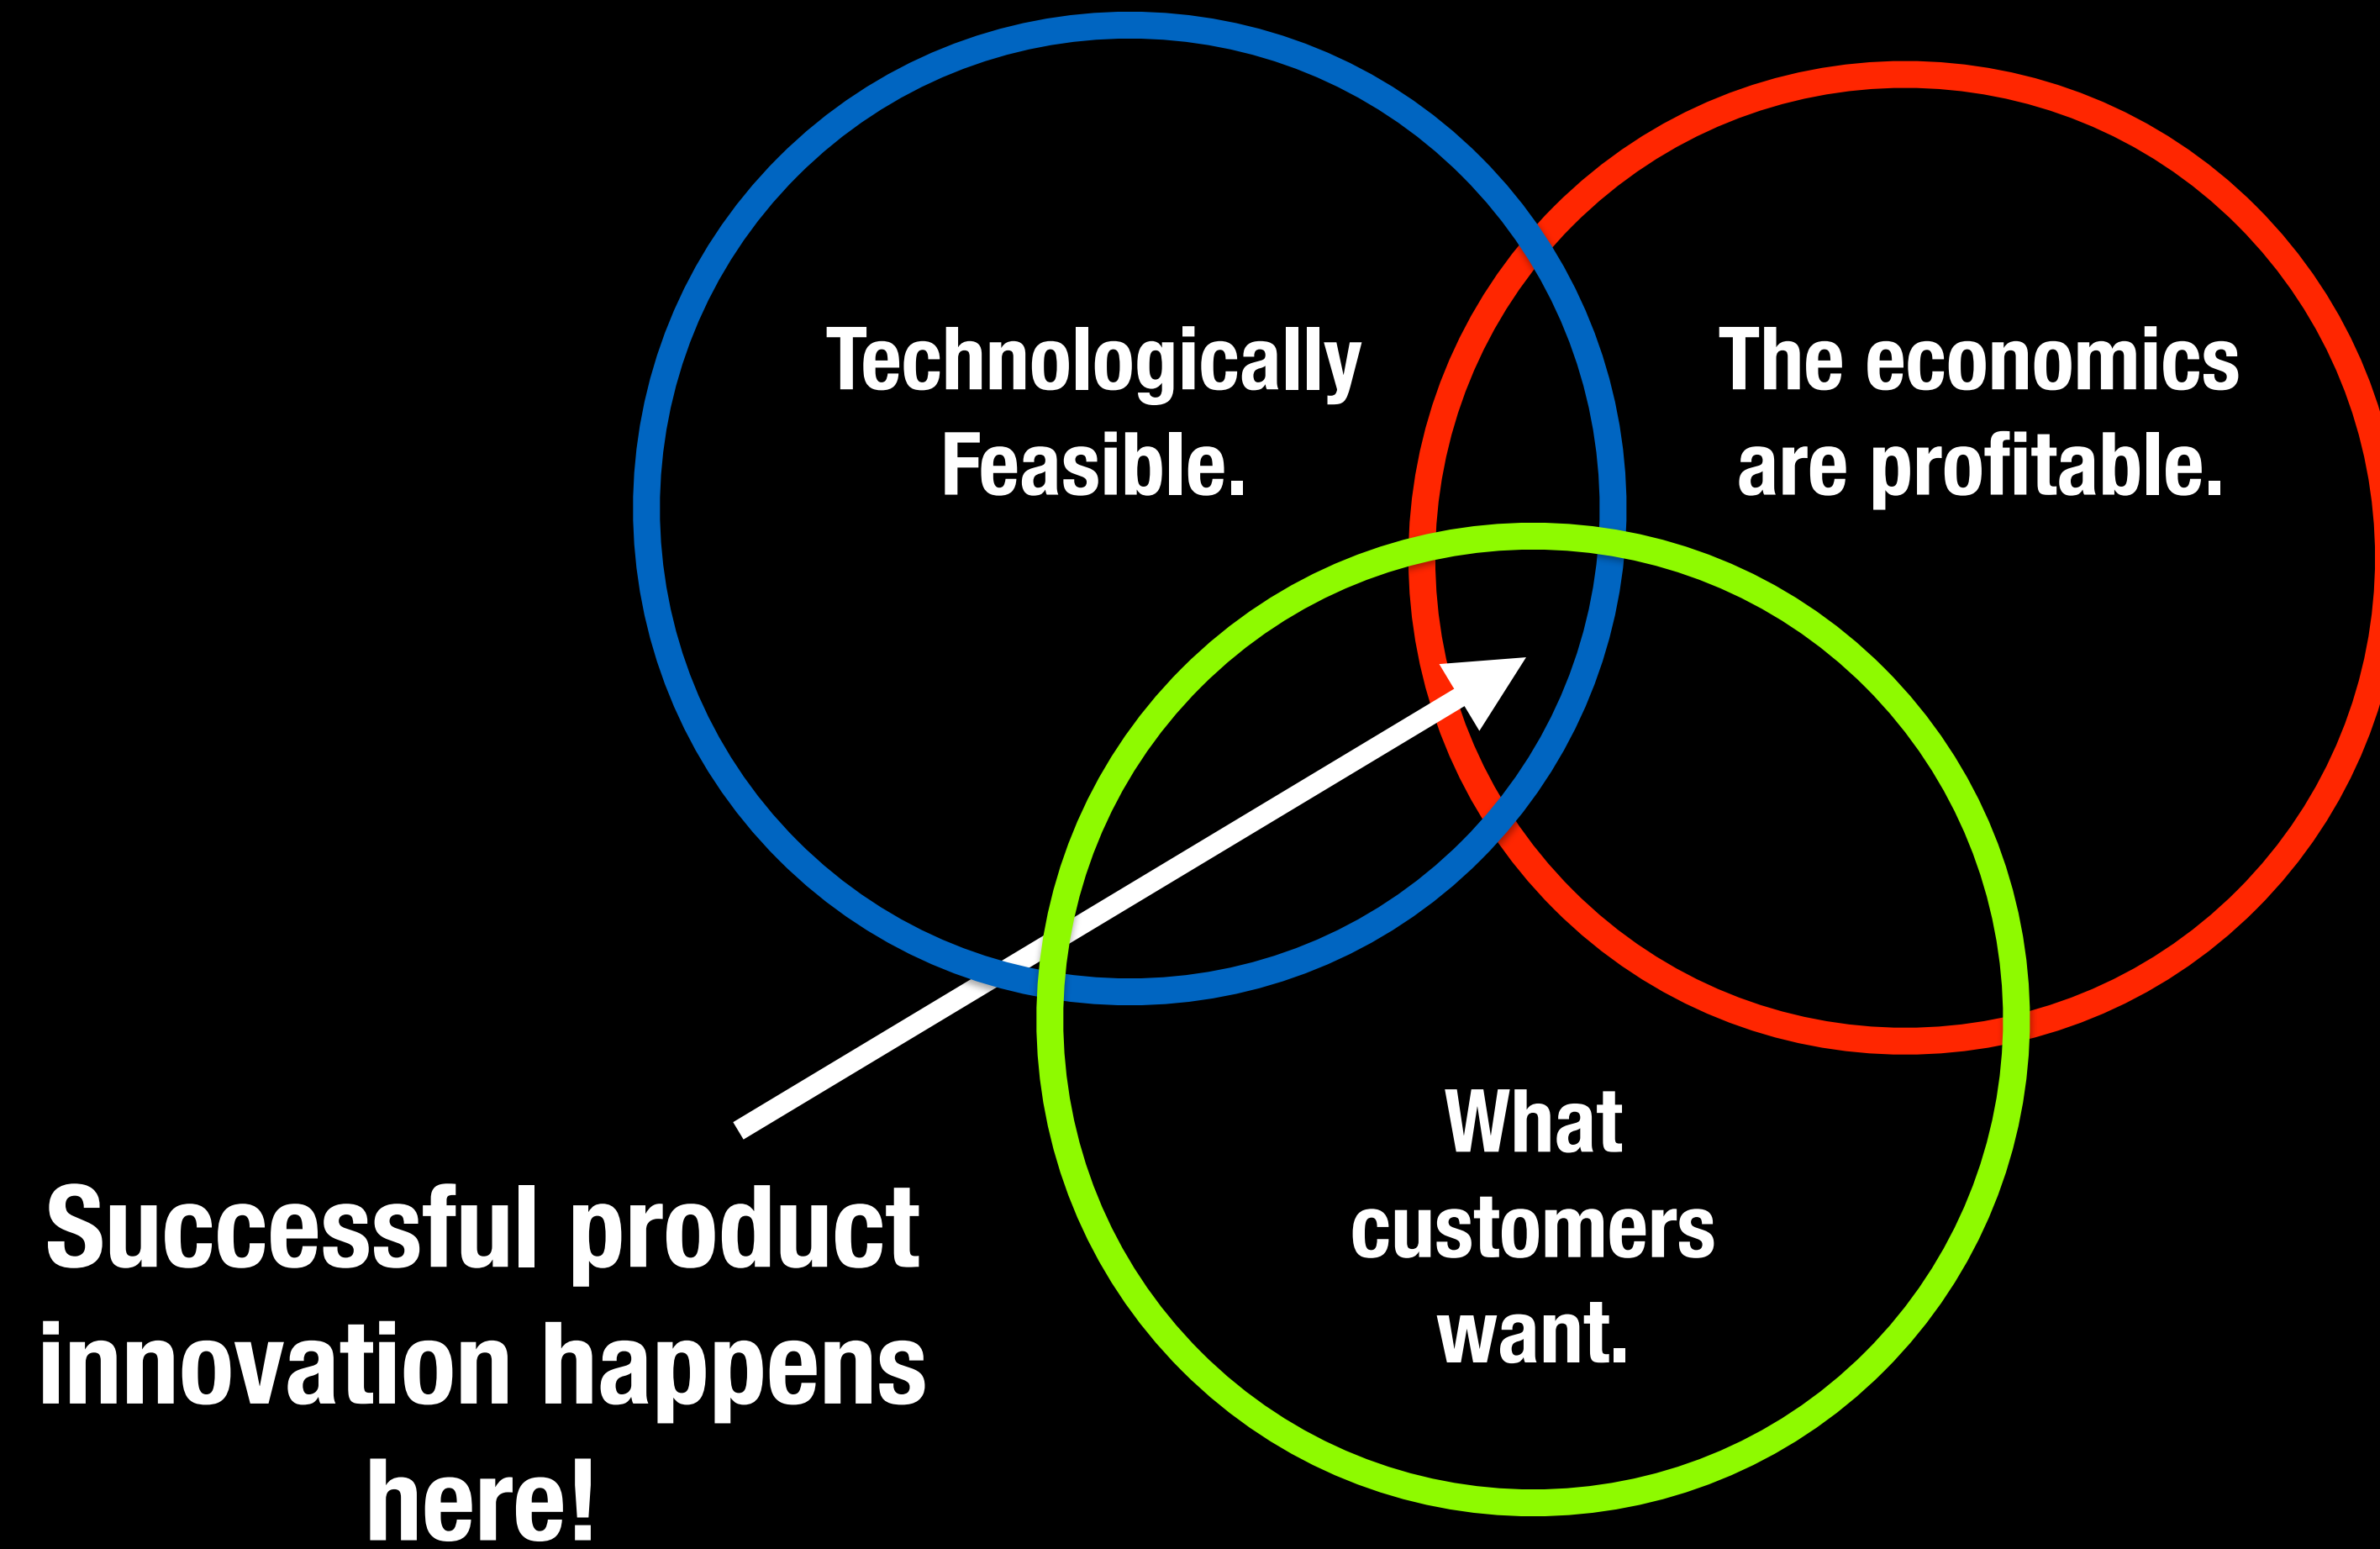 Technologically
Feasible.
The economics
are profitable.
What
customers
want.
Successful product
innovation happens
here!